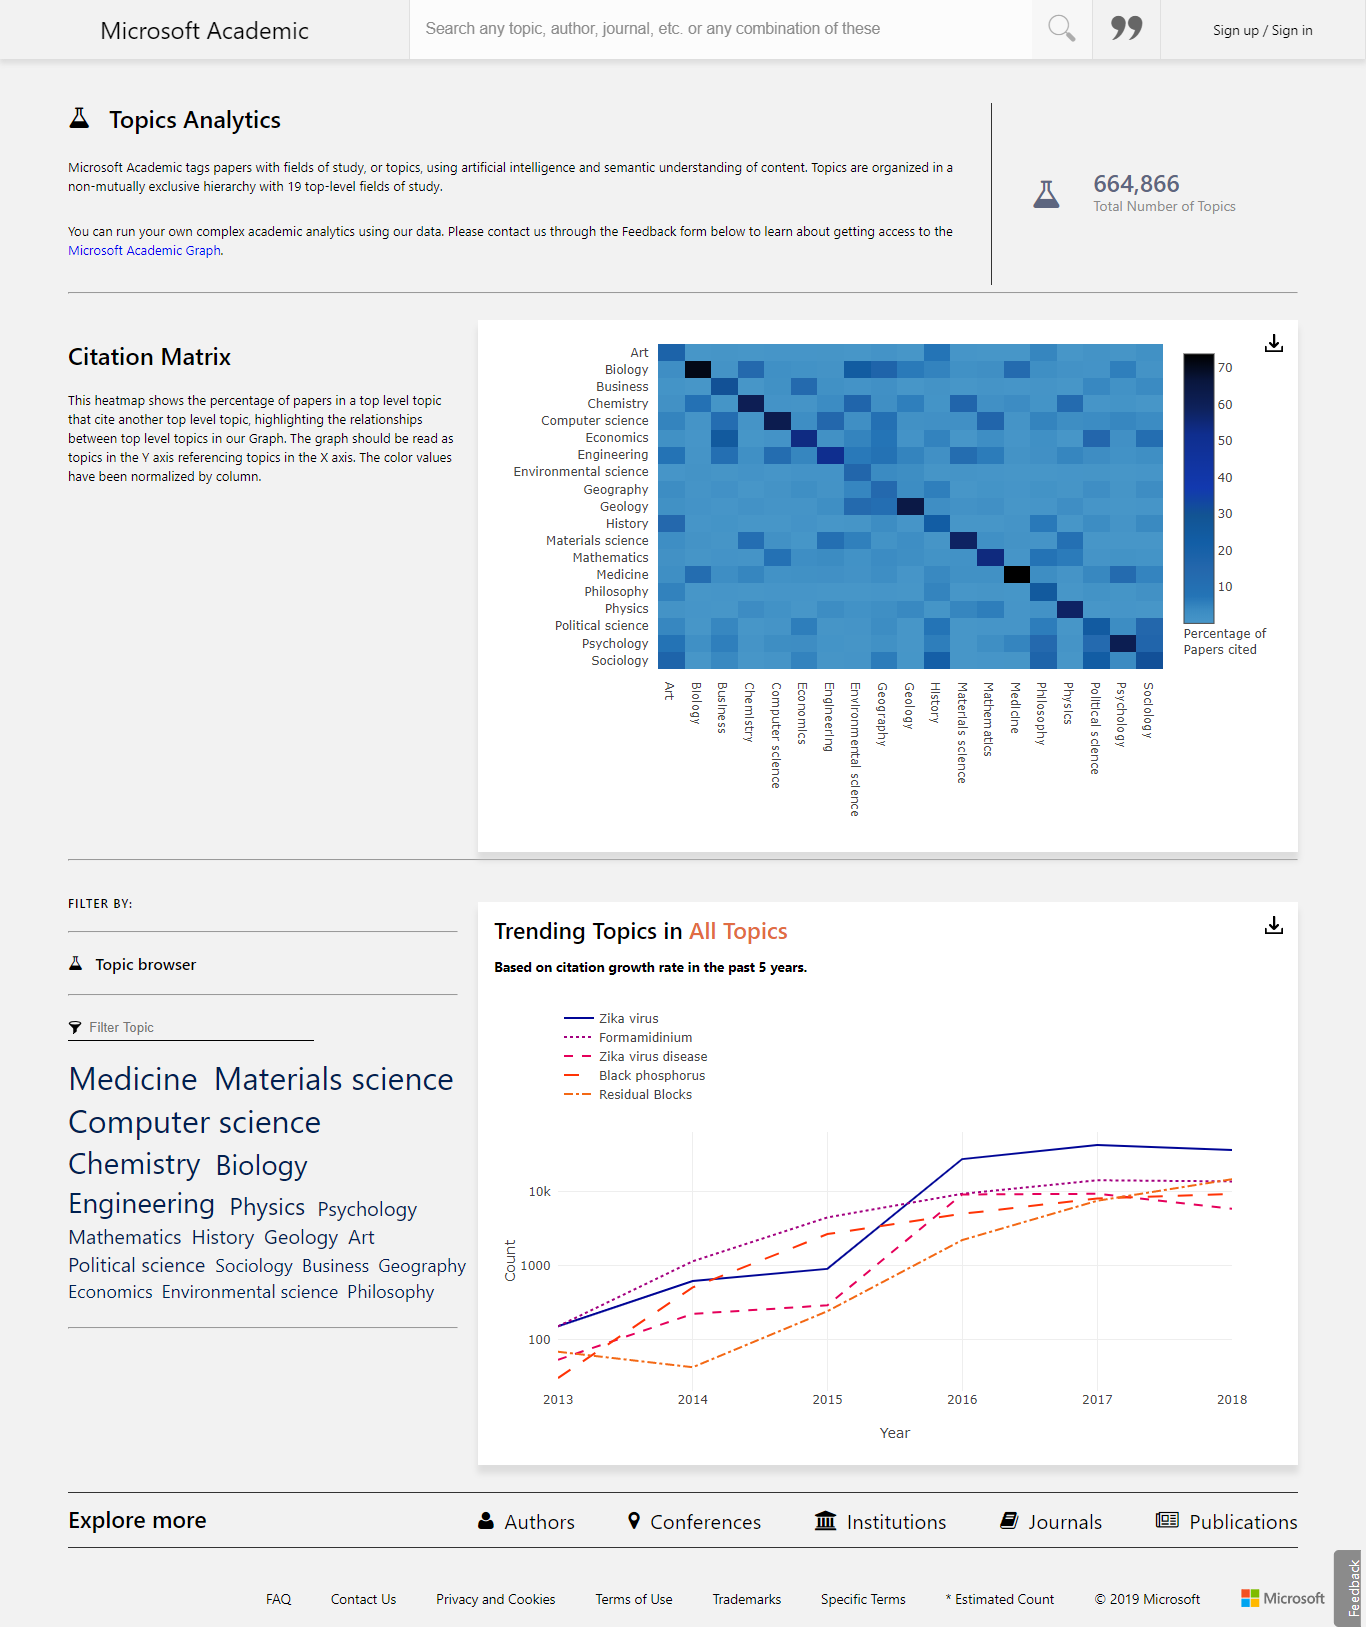 Microsoft Academic
Search any topic, author, journal, etc. or any combination of these
Sign up / Sign in
Topics Analytics
Microsoft Academic tags papers with fields of study, or topics, using artificial intelligence and semantic understanding of content. Topics are organized in a
non-mutually exclusive hierarchy with 19 top-level fields of study.
You can run your own complex academic analytics using our data. Please contact us through the Feedback form below to learn about getting access to the
Microsoft Academic Graph.
664,866
Total Number of Topics
Citation Matrix
This heatmap shows the percentage of papers in a top level topic
that cite another top level topic, highlighting the relationships
between top level topics in our Graph. The graph should be read as
topics in the Y axis referencing topics in the X axis. The color values
have been normalized by column.
Art
Biology
Business
Chemistry
Computer science
Economics
Engineering
Environmental science
Geography
Geology
History
Materials science
Mathematics
Medicine
Philosophy
Physics
Political science
Psychology
Sociology
Art
Biology
Business
Chemistry
Computer science
Economics
Engineering
Environmental science
Geography
Geology
History
Materials science
Mathematics
Medicine
Philosophy
Physics
Political science
Psychology
Sociology
70
60
50
40
30
20
10
Percentage of
Papers cited
FILTER BY:
Topic browser
Filter Topic
Medicine Materials science
Computer science
Chemistry Biology
Engineering Physics Psychology
Mathematics History Geology Art
Political science Sociology Business Geography
Economics Environmental science Philosophy
Trending Topics in All Topics
Based on citation growth rate in the past 5 years.
Zika virus
Formamidinium
Zika virus disease
Black phosphorus
Residual Blocks
Count
10k
1000
100
2013 2014 2015 2016 2017 2018
Year
Explore more
Authors
Conferences
Institutions
Journals
Publications
FAQ
Contact Us
Privacy and Cookies
Terms of Use
Trademarks
Specific Terms
* Estimated Count
© 2019 Microsoft
Microsoft
Feedback